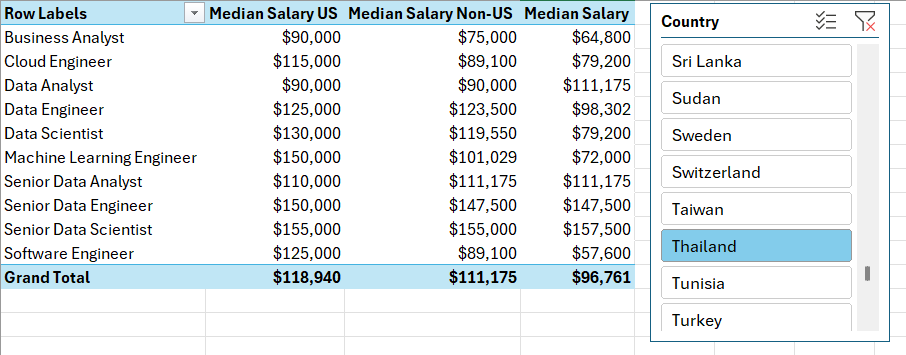 Row Labels Median Salary US Median Salary Non-US Median Salary
Business Analyst $90,000 $75,000 $64,800
Cloud Engineer $115,000 $89,100 $79,200
Data Analyst $90,000 $90,000 $111,175
Data Engineer $125,000 $123,500 $98,302
Data Scientist $130,000 $119,550 $79,200
Machine Learning Engineer $150,000 $101,029 $72,000
Senior Data Analyst $110,000 $111,175 $111,175
Senior Data Engineer $150,000 $147,500 $147,500
Senior Data Scientist $155,000 $155,000 $157,500
Software Engineer $125,000 $89,100 $57,600
Grand Total $118,940 $111,175 $96,761
Country
Sri Lanka
Sudan
Sweden
Switzerland
Taiwan
Thailand
Tunisia
Turkey